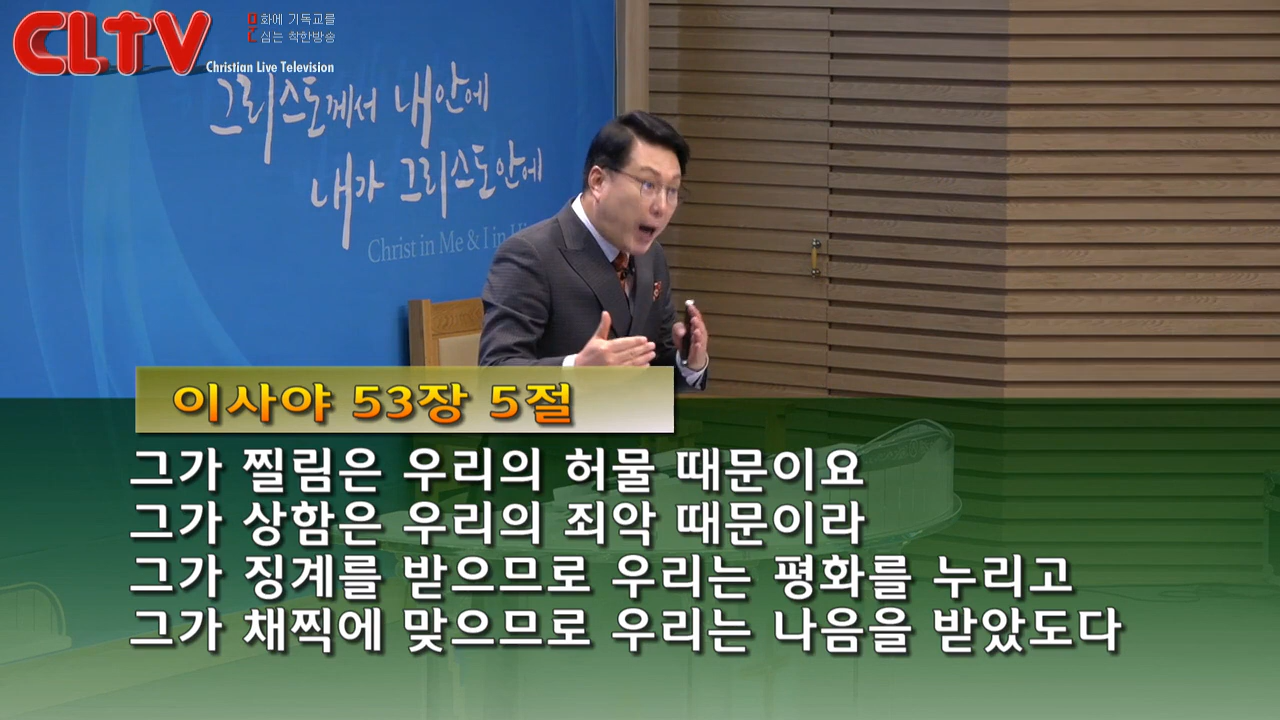 CLTV
문화에 기독교를
심는 착한방송
Christian Live Television
그리스도께서 내 안에
내가 그리스도 안에
Christ in Me & I in
이사야 53장 5절
그가 찔림은 우리의 허물 때문이요
그가 상함은 우리의 죄악 때문이라
그가 징계를 받으므로 우리는 평화를 누리고
그가 채찍에 맞으므로 우리는 나음을 받았도다